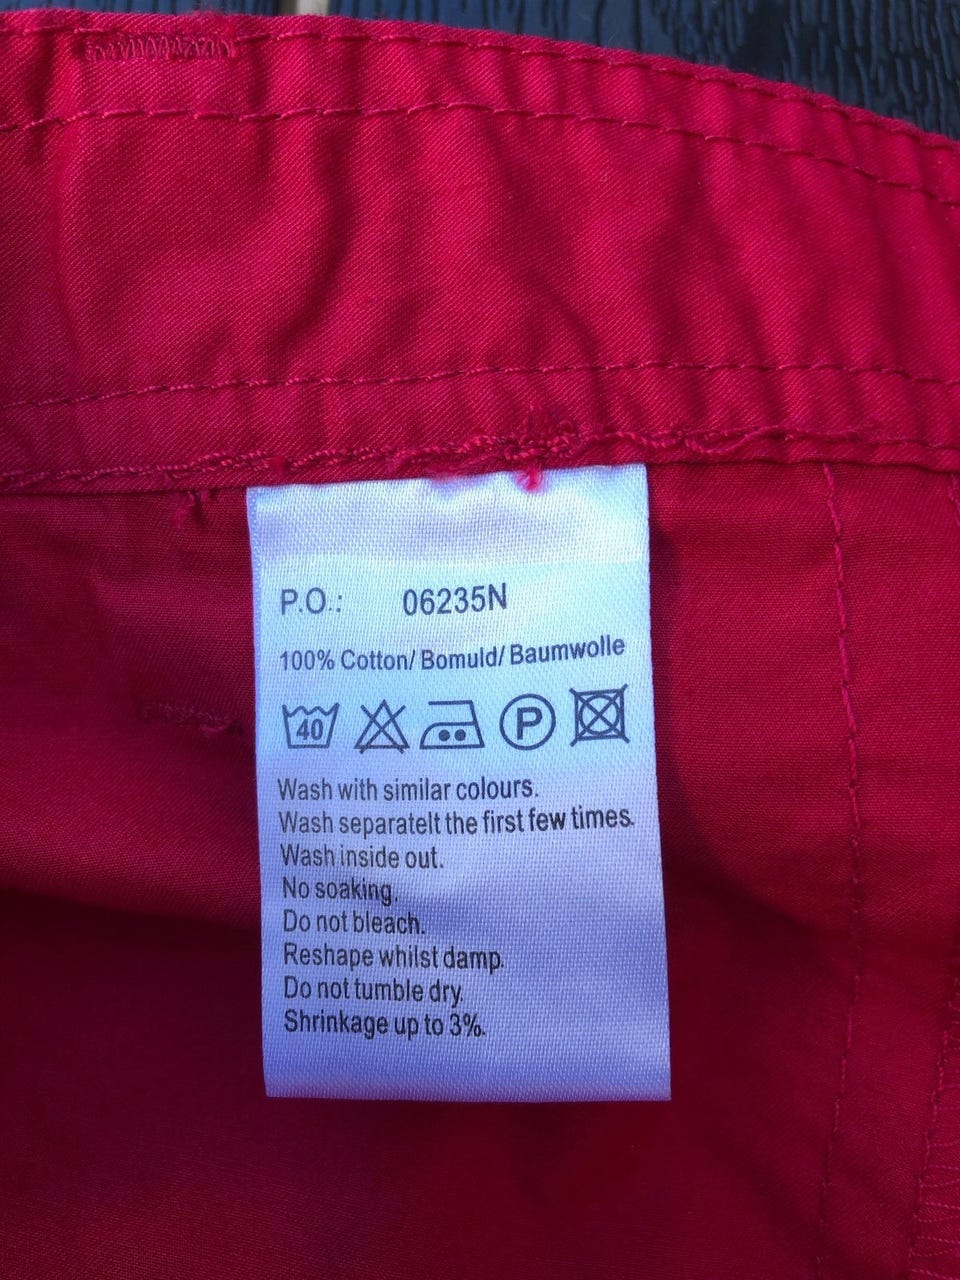 P.O.: 06235N
100% Cotton/ Bomuld/ Baumwolle
40 P
Wash with similar colours.
Wash separatelt the first few times.
Wash inside out.
No soaking.
Do not bleach.
Reshape whilst damp.
Do not tumble dry.
Shrinkage up to 3%.